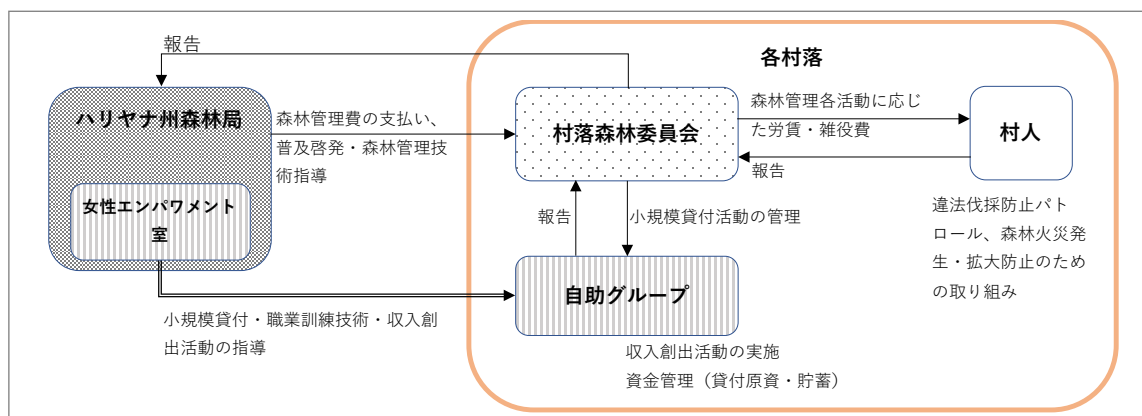 報告
各村落
ハリヤナ州森林局
森林管理費の支払い、
普及啓発・森林管理技
術指導
村落森林委員会
森林管理各活動に応じ
た労賃・雑役費
村人
報告
女性エンパワメント
室
報告
小規模貸付活動の管理
違法伐採防止パト
ロール、森林火災発
生・拡大防止のため
の取り組み
自助グループ
小規模貸付・職業訓練技術・収入創
出活動の指導
収入創出活動の実施
資金管理（貸付原資・貯蓄）